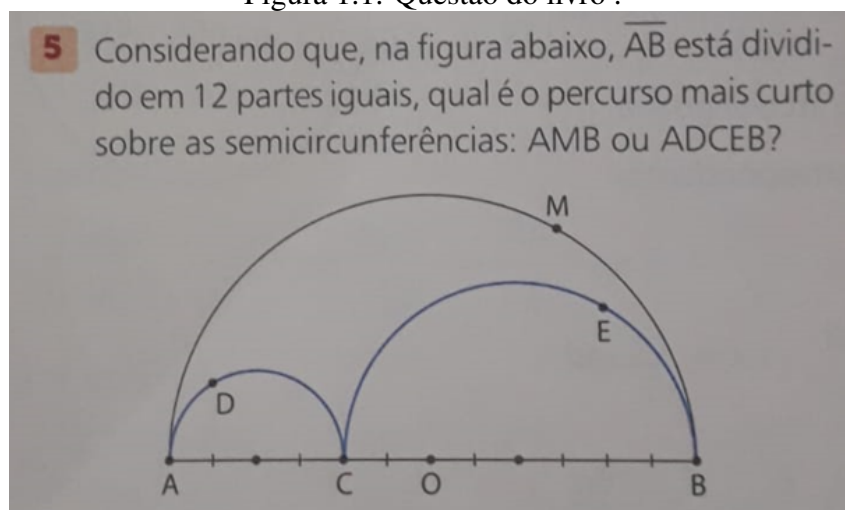 Figura 1.1: Questão do livro .
5 Considerando que, na figura abaixo, AB está dividi-
do em 12 partes iguais, qual é o percurso mais curto
sobre as semicircunferências: AMB ou ADCEB?
M
E
D
A C O B